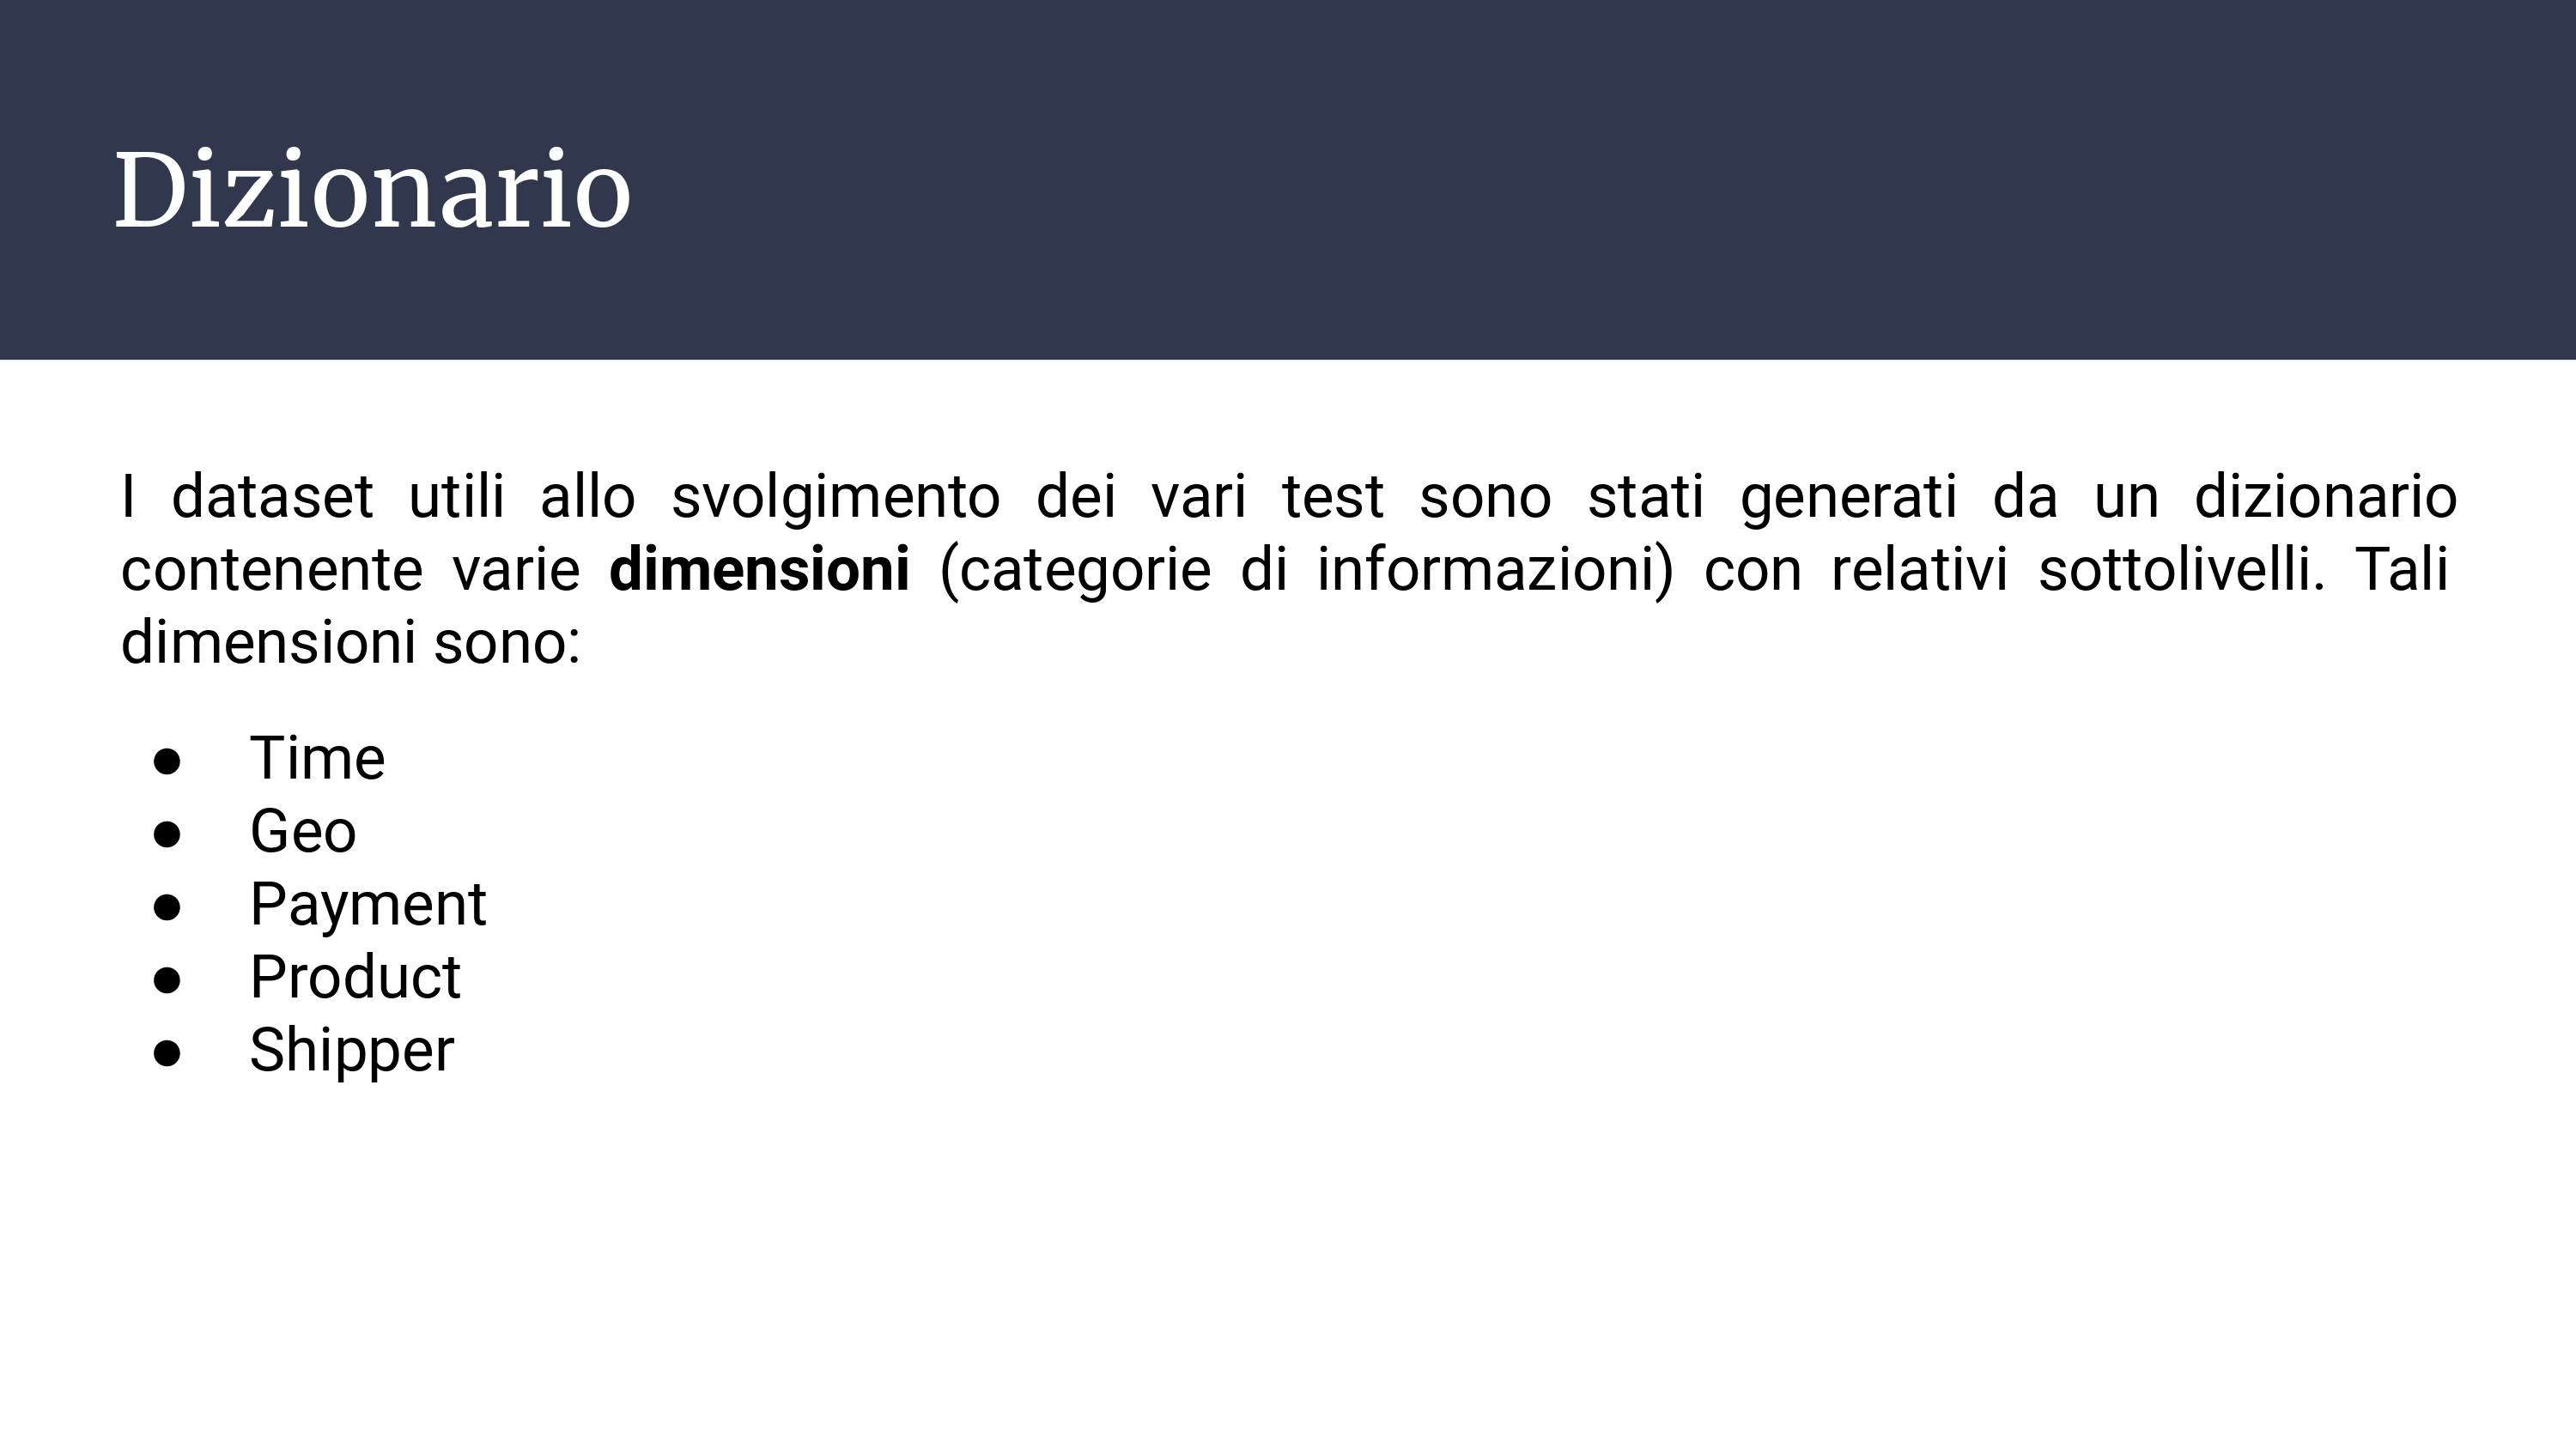 Dizionario
I dataset utili allo svolgimento dei vari test sono stati generati da un dizionario
contenente varie dimensioni (categorie di informazioni) con relativi sottolivelli. Tali
dimensioni sono:
● Time
● Geo
● Payment
● Product
● Shipper